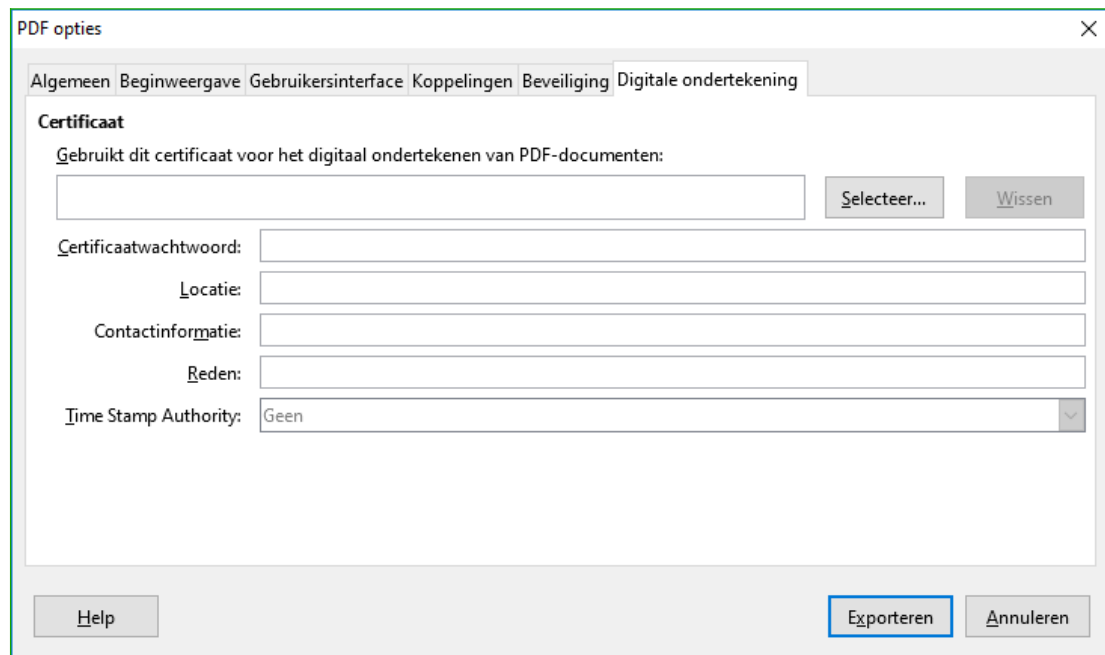 PDF opties
Algemeen Beginweergave Gebruikersinterface Koppelingen Beveiliging Digitale ondertekening
Certificaat
Gebruikt dit certificaat voor het digitaal ondertekenen van PDF-documenten:
Selecteer... Wissen
Certificaatwachtwoord:
Locatie:
Contactinformatie:
Reden:
Time Stamp Authority: Geen
Help Exporteren Annuleren